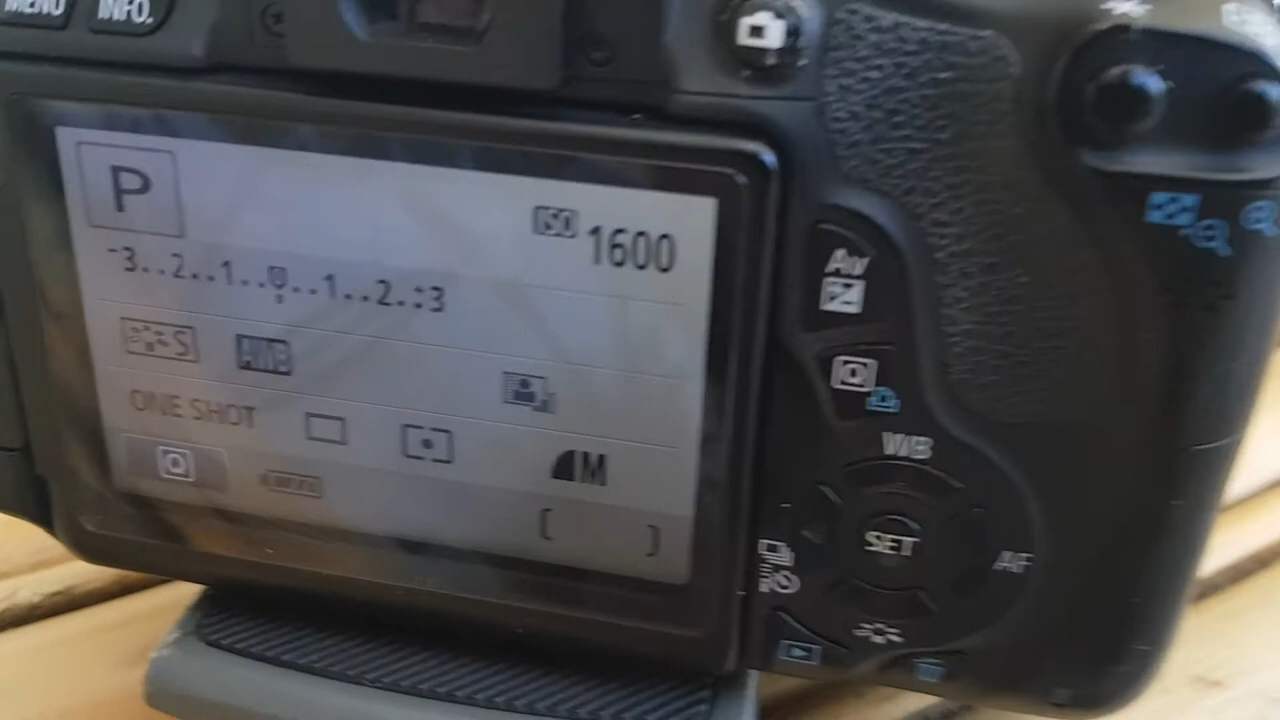 MENU INFO.
P
ISO 1600
-3..2..1..0..1..2..:3
S AWB
ONE SHOT
M
[ ]
Av
WB
SET
AF